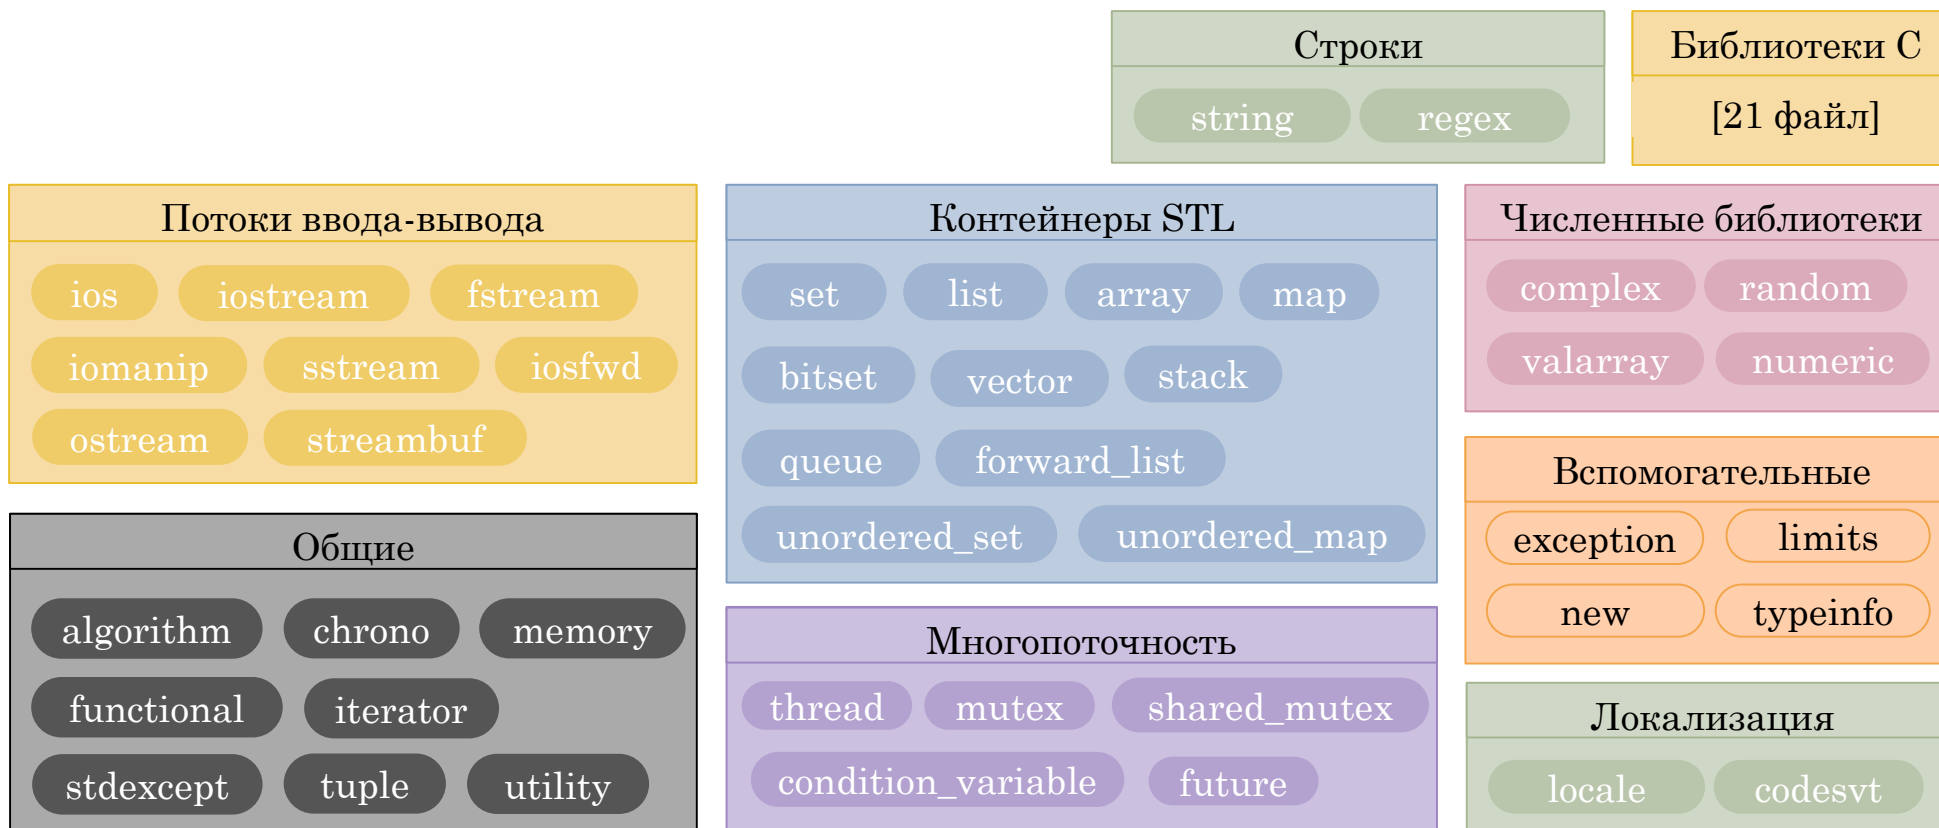 Строки
string regex
Библиотеки C
[21 файл]
Потоки ввода-вывода
ios iostream fstream
iomanip sstream iosfwd
ostream streambuf
Контейнеры STL
set list array map
bitset vector stack
queue forward_list
unordered_set unordered_map
Численные библиотеки
complex random
valarray numeric
Вспомогательные
exception limits
new typeinfo
Общие
algorithm chrono memory
functional iterator
stdexcept tuple utility
Многопоточность
thread mutex shared_mutex
condition_variable future
Локализация
locale codesvt